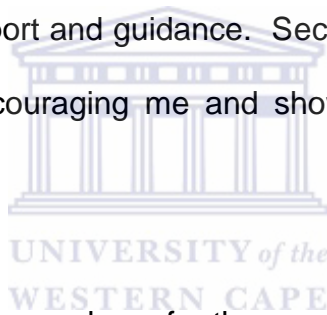 port and guidance. Sec
couraging me and sho
UNIVERSITY of the
WESTERN CAPE